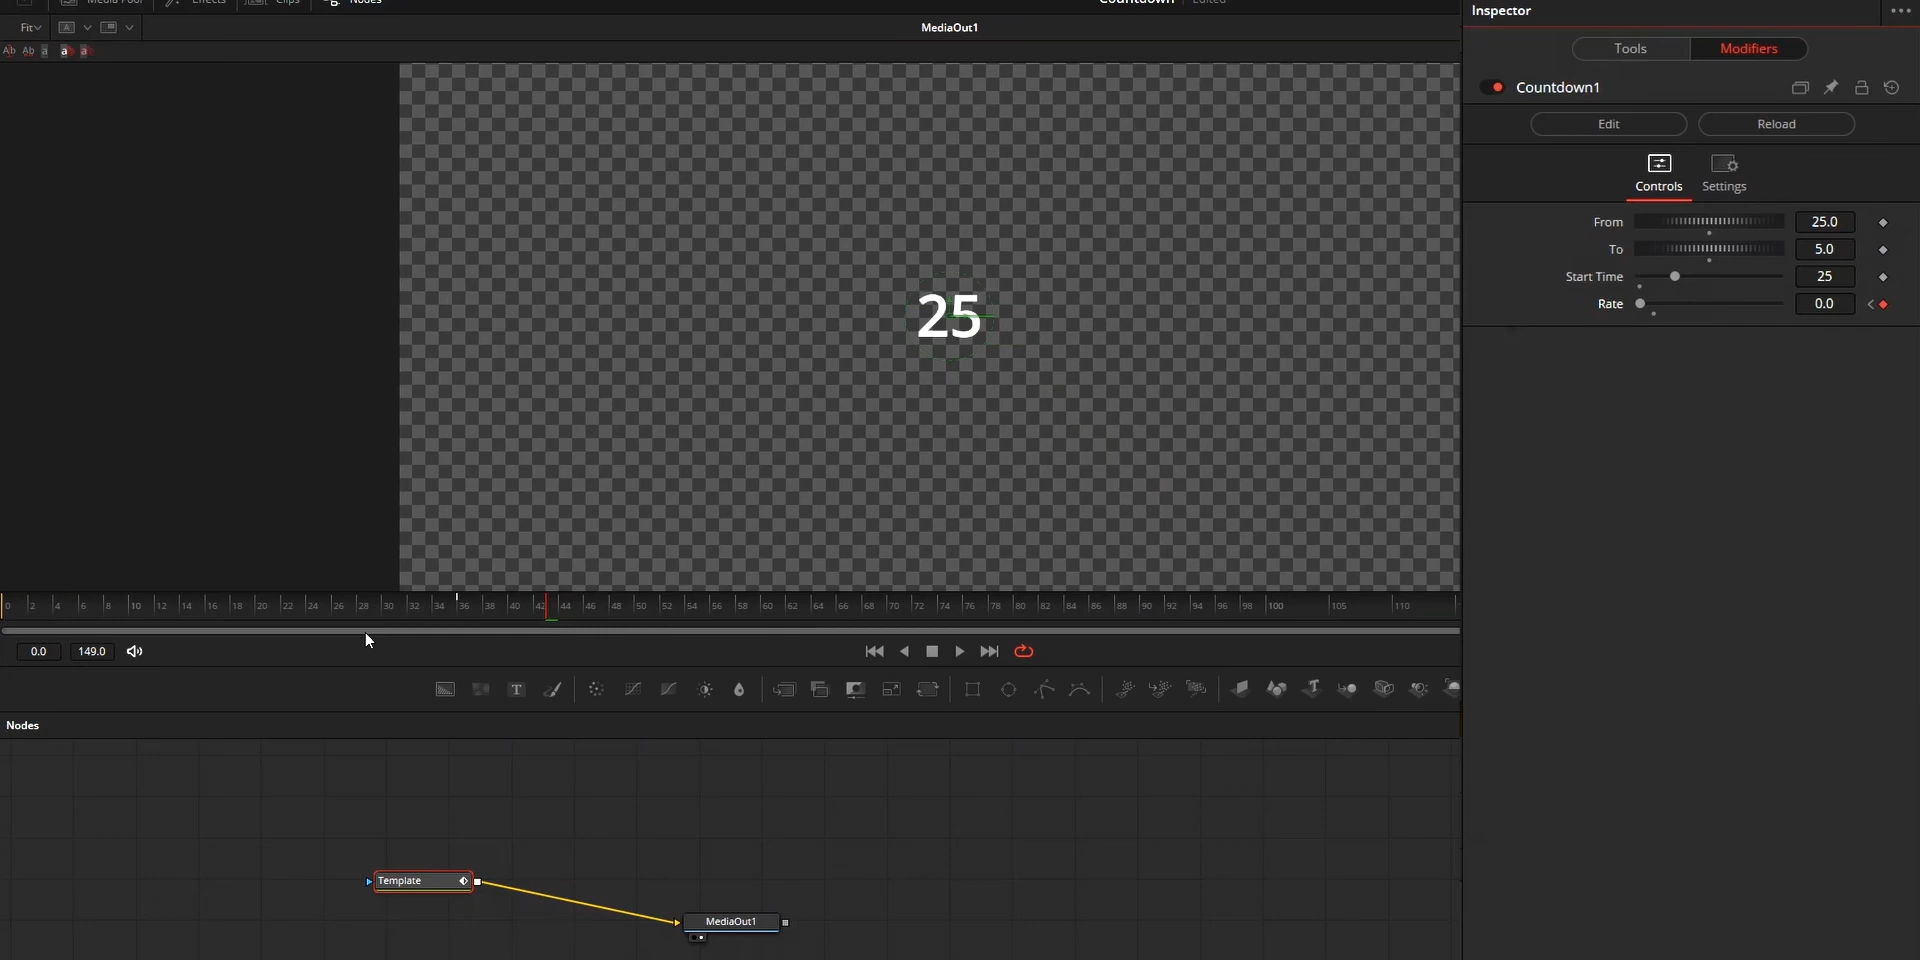 Media Pool Effects Clips Nodes Countdown Edited
Inspector
Fit
MediaOut1
Tools Modifiers
Countdown1
Edit Reload
Controls Settings
From 25.0
To 5.0
Start Time 25
Rate 0.0
25
0 2 4 6 8 10 12 14 16 18 20 22 24 26 28 30 32 34 36 38 40 42 44 46 48 50 52 54 56 58 60 62 64 66 68 70 72 74 76 78 80 82 84 86 88 90 92 94 96 98 100 105 110
0.0 149.0
Nodes
Template
MediaOut1